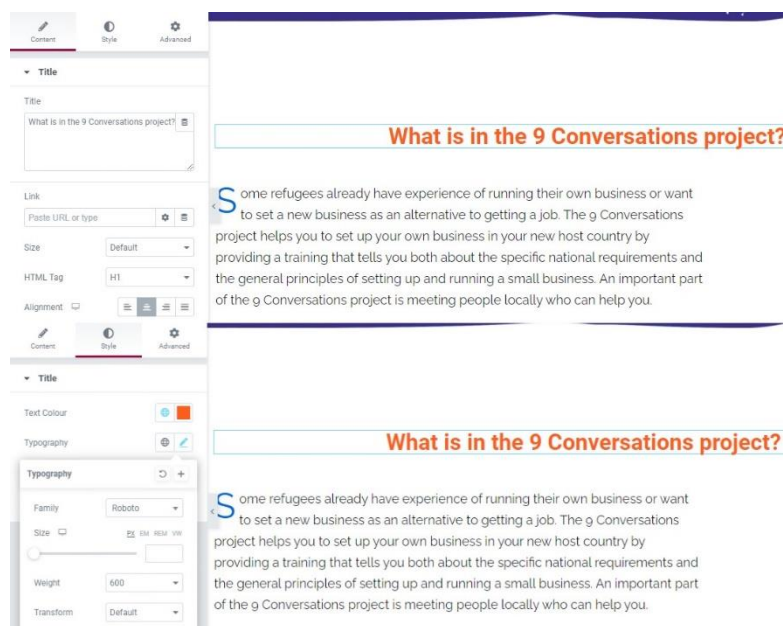 Content Style Advanced
Title
Title
What is in the 9 Conversations project?
Link
Paste URL or type
Size Default
HTML Tag H1
Alignment
What is in the 9 Conversations project?
Some refugees already have experience of running their own business or want
to set a new business as an alternative to getting a job. The 9 Conversations
project helps you to set up your own business in your new host country by
providing a training that tells you both about the specific national requirements and
the general principles of setting up and running a small business. An important part
of the 9 Conversations project is meeting people locally who can help you.
Content Style Advanced
Title
Text Colour
Typography
Typography
Family Roboto
Size PX EM REM VW
Weight 600
Transform Default
What is in the 9 Conversations project?
Some refugees already have experience of running their own business or want
to set a new business as an alternative to getting a job. The 9 Conversations
project helps you to set up your own business in your new host country by
providing a training that tells you both about the specific national requirements and
the general principles of setting up and running a small business. An important part
of the 9 Conversations project is meeting people locally who can help you.